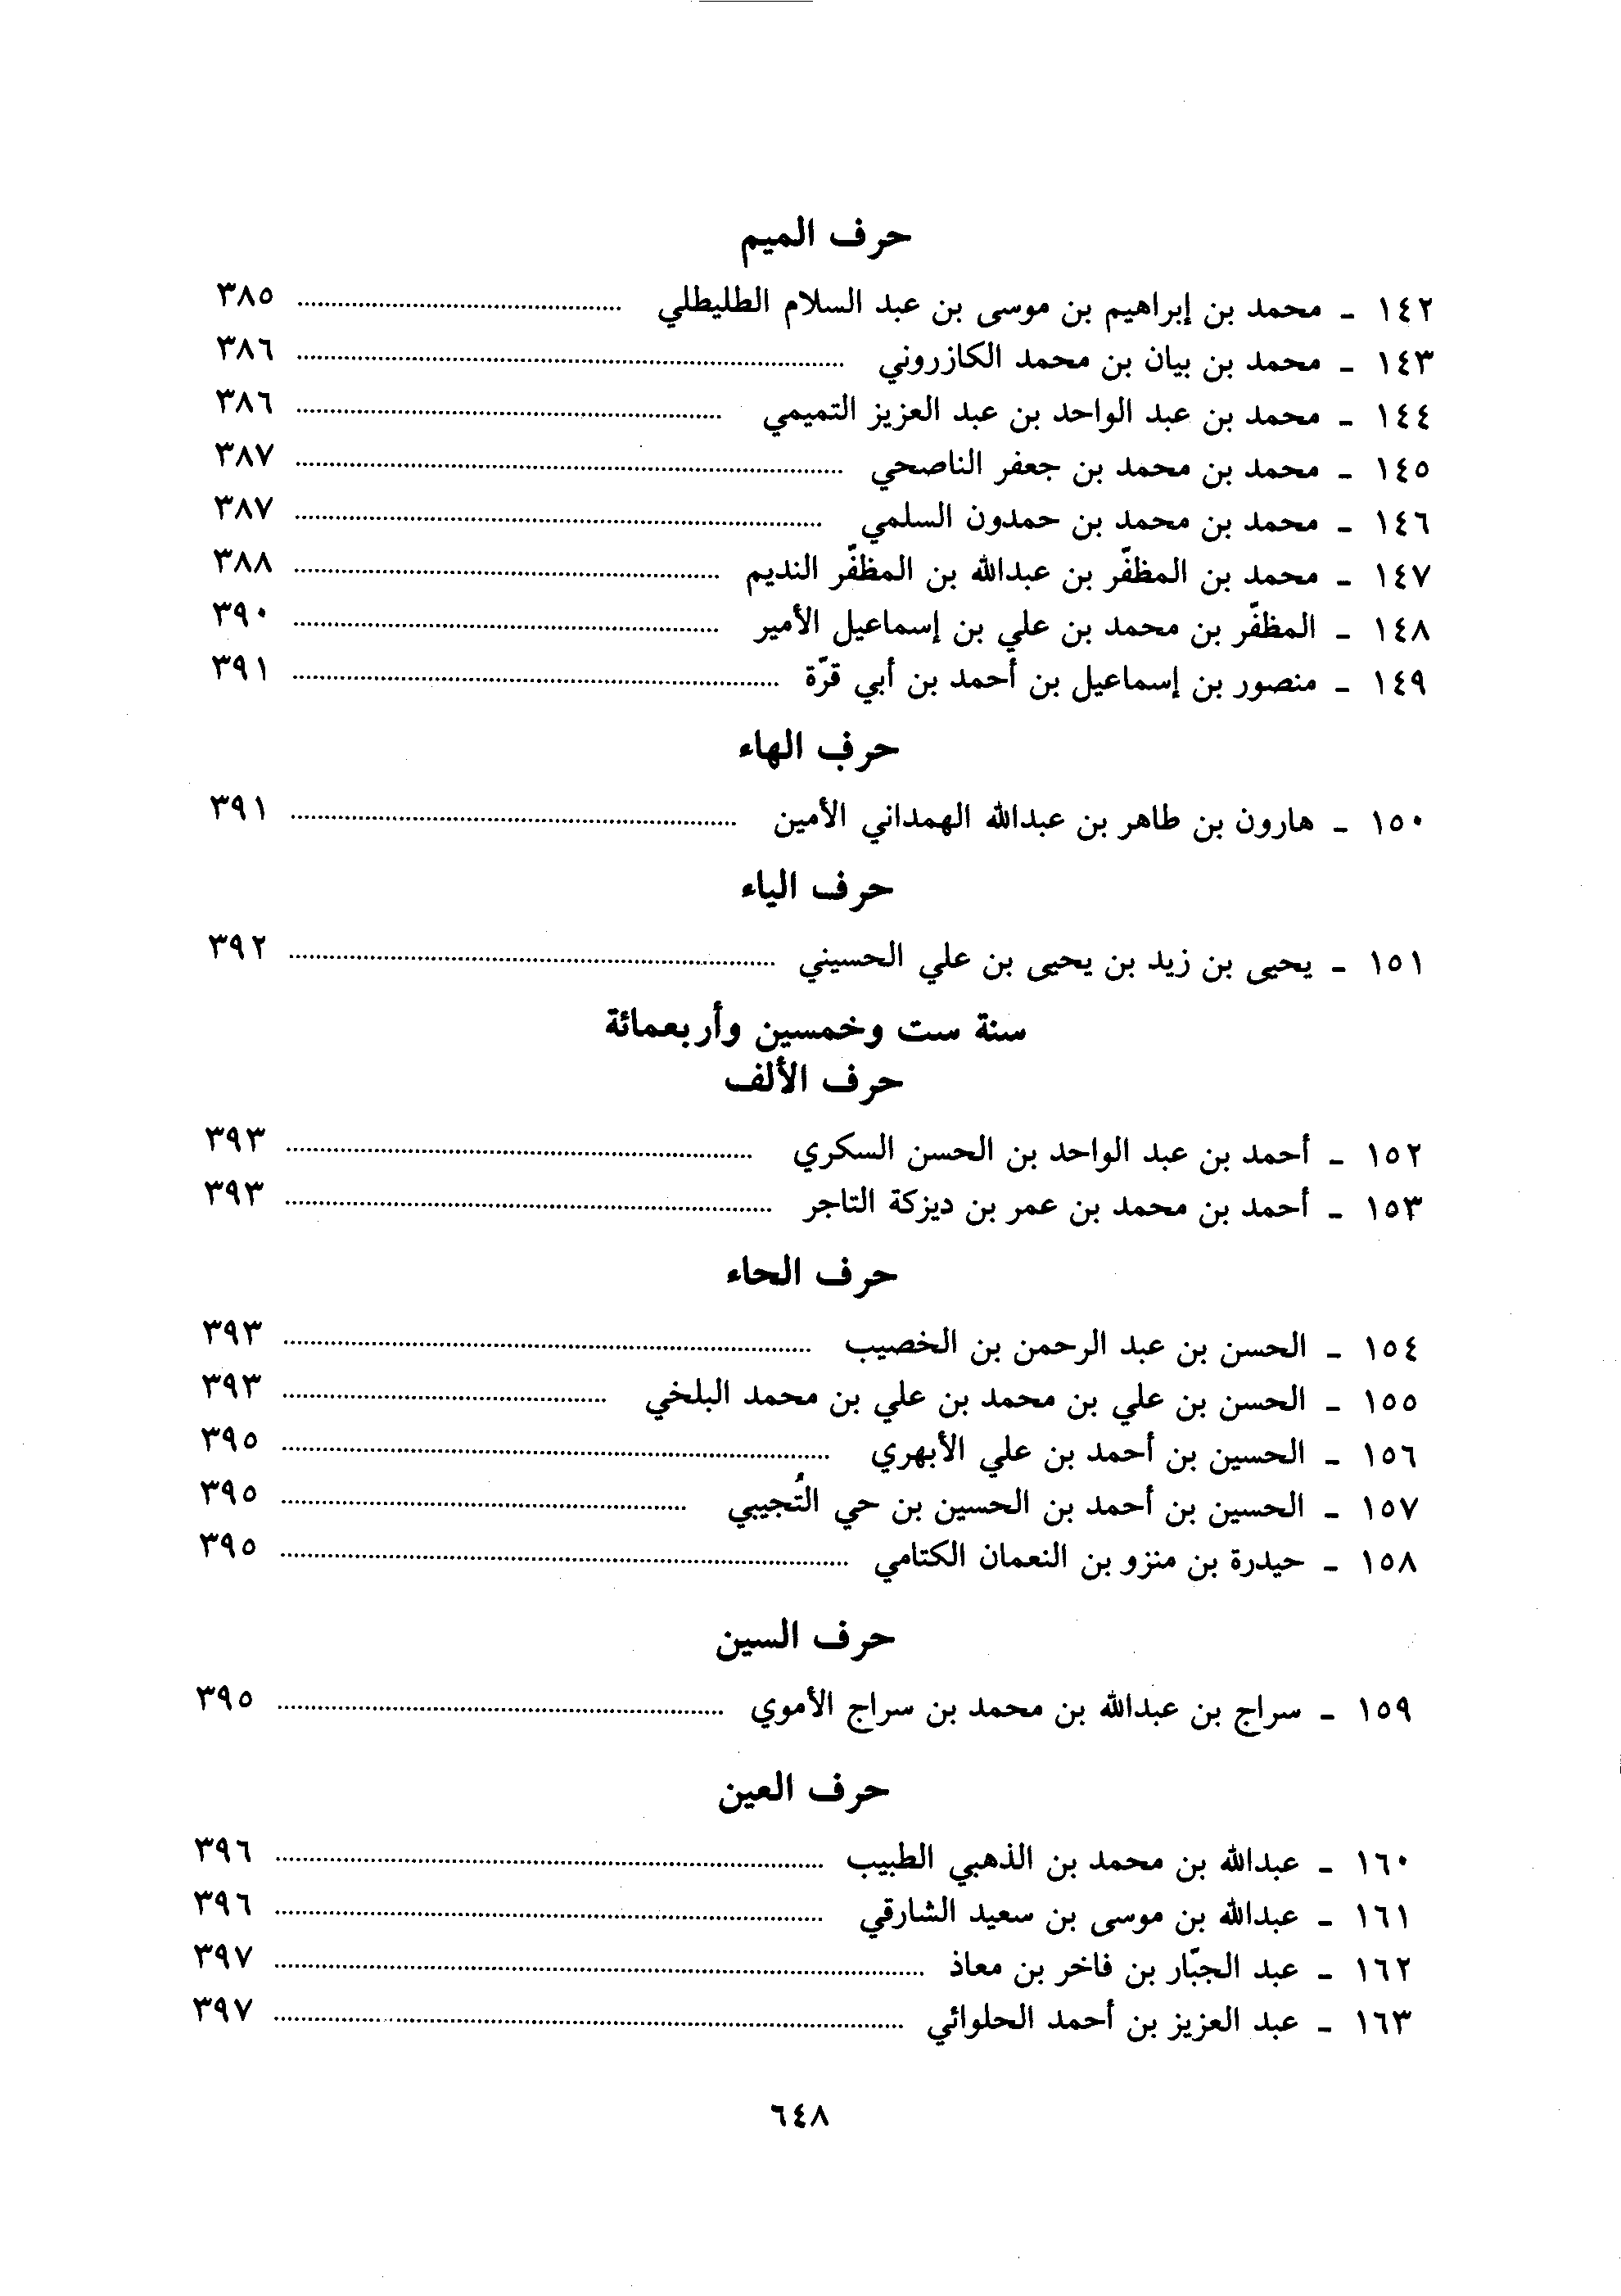 حرف الميم
١٤٢ - محمد بن إبراهيم بن موسى بن عبد السلام الطليطلي ........ ٣٨٥
١٤٣ - محمد بن بيان بن محمد الكازروني ........ ٣٨٦
١٤٤ - محمد بن عبد الواحد بن عبد العزيز التميمي ........ ٣٨٦
١٤٥ - محمد بن محمد بن جعفر الناصحي ........ ٣٨٧
١٤٦ - محمد بن محمد بن حمدون السلمي ........ ٣٨٧
١٤٧ - محمد بن المظفّر بن عبدالله بن المظفّر النديم ........ ٣٨٨
١٤٨ - المظفّر بن محمد بن علي بن إسماعيل الأمير ........ ٣٩٠
١٤٩ - منصور بن إسماعيل بن أحمد بن أبي قرّة ........ ٣٩١
حرف الهاء
١٥٠ - هارون بن طاهر بن عبدالله الهمداني الأمين ........ ٣٩١
حرف الياء
١٥١ - يحيى بن زيد بن يحيى بن علي الحسيني ........ ٣٩٢
سنة ست وخمسين وأربعمائة
حرف الألف
١٥٢ - أحمد بن عبد الواحد بن الحسن السكري ........ ٣٩٣
١٥٣ - أحمد بن محمد بن عمر بن ديزكة التاجر ........ ٣٩٣
حرف الحاء
١٥٤ - الحسن بن عبد الرحمن بن الخصيب ........ ٣٩٣
١٥٥ - الحسن بن علي بن محمد بن علي بن محمد البلخي ........ ٣٩٣
١٥٦ - الحسين بن أحمد بن علي الأبهري ........ ٣٩٥
١٥٧ - الحسين بن أحمد بن الحسين بن حي التُجيبي ........ ٣٩٥
١٥٨ - حيدرة بن منزو بن النعمان الكتامي ........ ٣٩٥
حرف السين
١٥٩ - سراج بن عبدالله بن محمد بن سراج الأموي ........ ٣٩٥
حرف العين
١٦٠ - عبدالله بن محمد بن الذهبي الطبيب ........ ٣٩٦
١٦١ - عبدالله بن موسى بن سعيد الشارقي ........ ٣٩٦
١٦٢ - عبد الجبّار بن فاخر بن معاذ ........ ٣٩٧
١٦٣ - عبد العزيز بن أحمد الحلوائي ........ ٣٩٧
٦٤٨